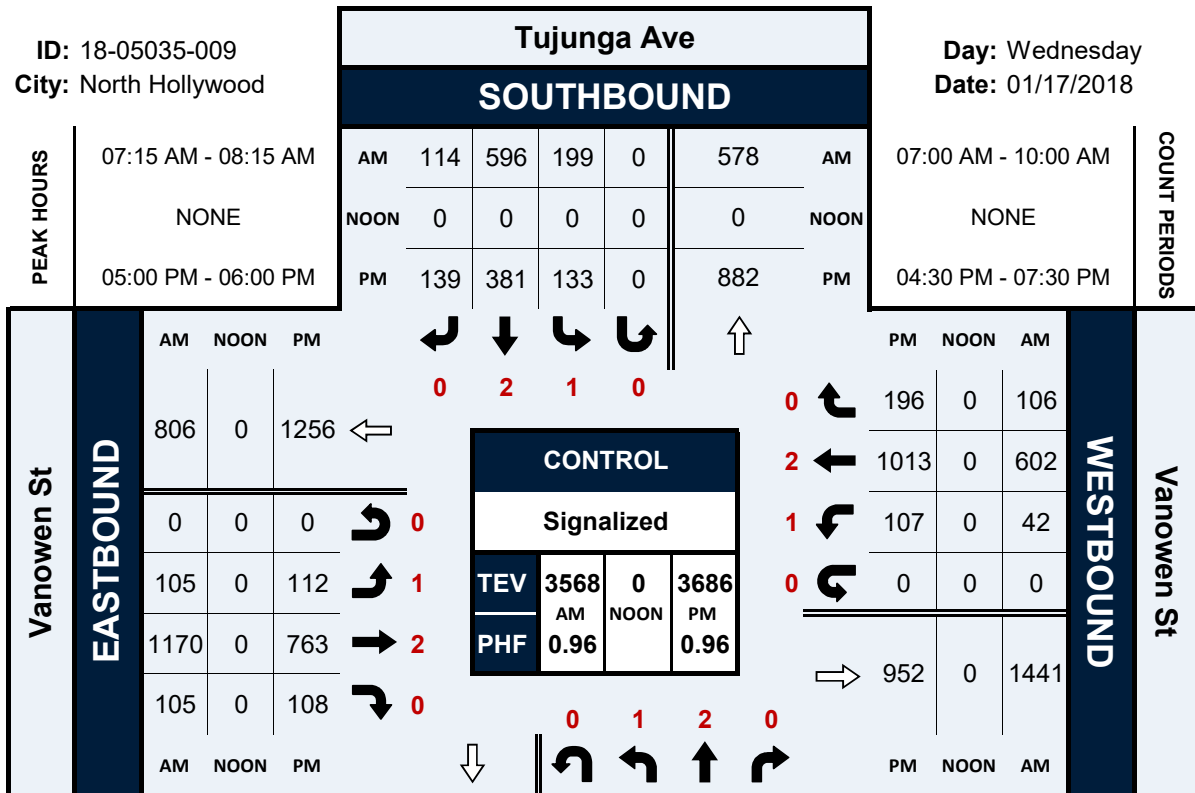 Tujunga Ave
SOUTHBOUND
ID: 18-05035-009
City: North Hollywood
Day: Wednesday
Date: 01/17/2018
PEAK HOURS
07:15 AM - 08:15 AM
NONE
05:00 PM - 06:00 PM
AM 114 596 199 0 578 AM
NOON 0 0 0 0 0 NOON
PM 139 381 133 0 882 PM
07:00 AM - 10:00 AM
NONE
04:30 PM - 07:30 PM
COUNT PERIODS
0 2 1 0
Vanowen St
EASTBOUND
AM NOON PM
806 0 1256
0 0 0 0
105 0 112 1
1170 0 763 2
105 0 108 0
AM NOON PM
CONTROL
Signalized
TEV 3568 0 3686
AM NOON PM
PHF 0.96 0.96
PM NOON AM
0 196 0 106
2 1013 0 602
1 107 0 42
0 0 0 0
952 0 1441
PM NOON AM
WESTBOUND
Vanowen St
0 1 2 0